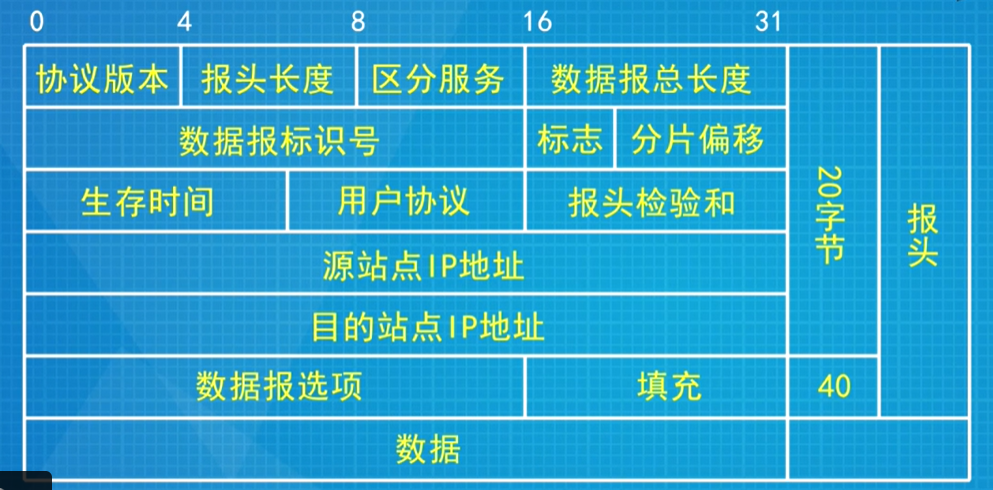 0 4 8 16 31
协议版本 报头长度 区分服务 数据报总长度
数据报标识号 标志 分片偏移
生存时间 用户协议 报头检验和
源站点IP地址
目的站点IP地址
20字节
报头
数据报选项 填充 40
数据